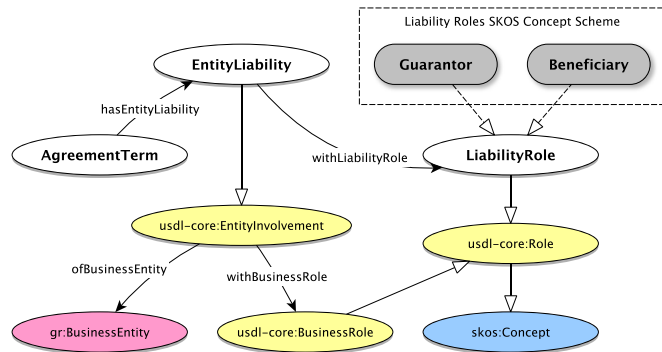 Liability Roles SKOS Concept Scheme
EntityLiability
Guarantor
Beneficiary
hasEntityLiability
AgreementTerm
withLiabilityRole
LiabilityRole
usdl-core:EntityInvolvement
usdl-core:Role
ofBusinessEntity
withBusinessRole
gr:BusinessEntity
usdl-core:BusinessRole
skos:Concept